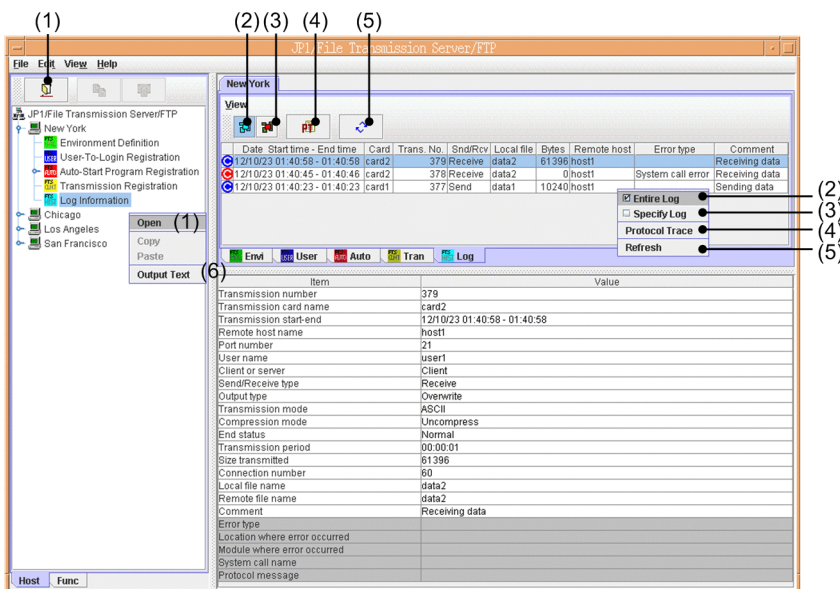 (1) (2) (3) (4) (5)
JP1/File Transmission Server/FTP
File Edit View Help
New York
View
JP1/File Transmission Server/FTP
New York
Environment Definition
User-To-Login Registration
Auto-Start Program Registration
Transmission Registration
Log Information
Chicago
Los Angeles
San Francisco
Open (1)
Copy
Paste
Output Text (6)
Date Start time - End time Card Trans. No. Snd/Rcv Local file Bytes Remote host Error type Comment
C 12/10/23 01:40:58 - 01:40:58 card2 379 Receive data2 61396 host1 Receiving data
C 12/10/23 01:40:45 - 01:40:46 card2 378 Receive data2 0 host1 System call error Receiving data
C 12/10/23 01:40:23 - 01:40:23 card1 377 Send data1 10240 host1 Sending data
Entire Log (2)
Specify Log (3)
Protocol Trace (4)
Refresh (5)
Envi User Auto Tran Log
Item Value
Transmission number 379
Transmission card name card2
Transmission start-end 12/10/23 01:40:58 - 01:40:58
Remote host name host1
Port number 21
User name user1
Client or server Client
Send/Receive type Receive
Output type Overwrite
Transmission mode ASCII
Compression mode Uncompress
End status Normal
Transmission period 00:00:01
Size transmitted 61396
Connection number 60
Local file name data2
Remote file name data2
Comment Receiving data
Error type
Location where error occurred
Module where error occurred
System call name
Protocol message
Host Func